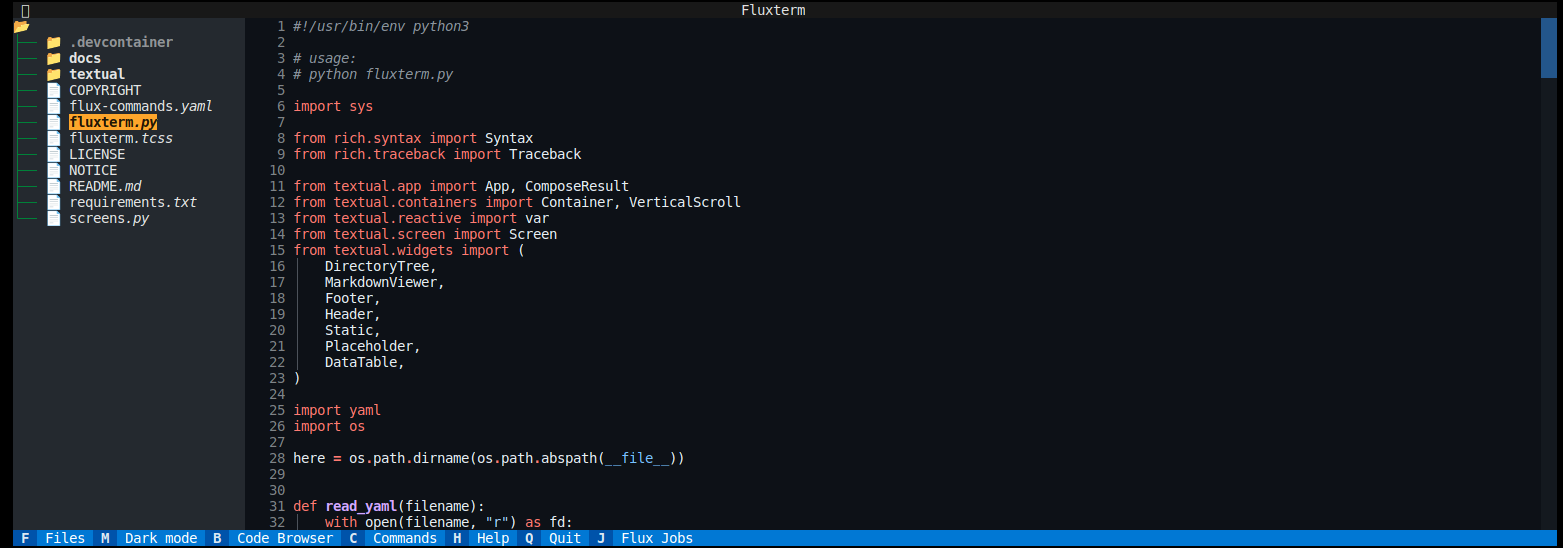 Fluxterm
.devcontainer
docs
textual
COPYRIGHT
flux-commands.yaml
fluxterm.py
fluxterm.tcss
LICENSE
NOTICE
README.md
requirements.txt
screens.py
1 #!/usr/bin/env python3
2
3 # usage:
4 # python fluxterm.py
5
6 import sys
7
8 from rich.syntax import Syntax
9 from rich.traceback import Traceback
10
11 from textual.app import App, ComposeResult
12 from textual.containers import Container, VerticalScroll
13 from textual.reactive import var
14 from textual.screen import Screen
15 from textual.widgets import (
16     DirectoryTree,
17     MarkdownViewer,
18     Footer,
19     Header,
20     Static,
21     Placeholder,
22     DataTable,
23 )
24
25 import yaml
26 import os
27
28 here = os.path.dirname(os.path.abspath(__file__))
29
30
31 def read_yaml(filename):
32     with open(filename, "r") as fd:
F Files M Dark mode B Code Browser C Commands H Help Q Quit J Flux Jobs